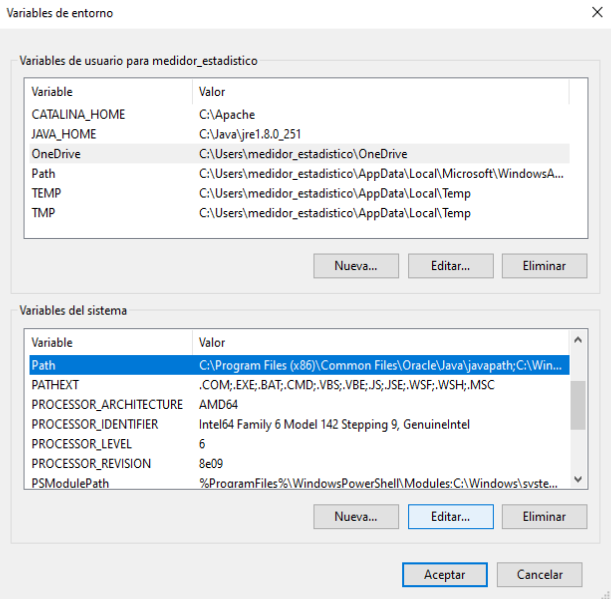 Variables de entorno
Variables de usuario para medidor_estadistico
Variable Valor
CATALINA_HOME C:\Apache
JAVA_HOME C:\Java\jre1.8.0_251
OneDrive C:\Users\medidor_estadistico\OneDrive
Path C:\Users\medidor_estadistico\AppData\Local\Microsoft\WindowsA...
TEMP C:\Users\medidor_estadistico\AppData\Local\Temp
TMP C:\Users\medidor_estadistico\AppData\Local\Temp
Nueva... Editar... Eliminar
Variables del sistema
Variable Valor
Path C:\Program Files (x86)\Common Files\Oracle\Java\javapath;C:\Win...
PATHEXT .COM;.EXE;.BAT;.CMD;.VBS;.VBE;.JS;.JSE;.WSF;.WSH;.MSC
PROCESSOR_ARCHITECTURE AMD64
PROCESSOR_IDENTIFIER Intel64 Family 6 Model 142 Stepping 9, GenuineIntel
PROCESSOR_LEVEL 6
PROCESSOR_REVISION 8e09
PSModulePath %ProgramFiles%\WindowsPowerShell\Modules;C:\Windows\syste...
Nueva... Editar... Eliminar
Aceptar Cancelar